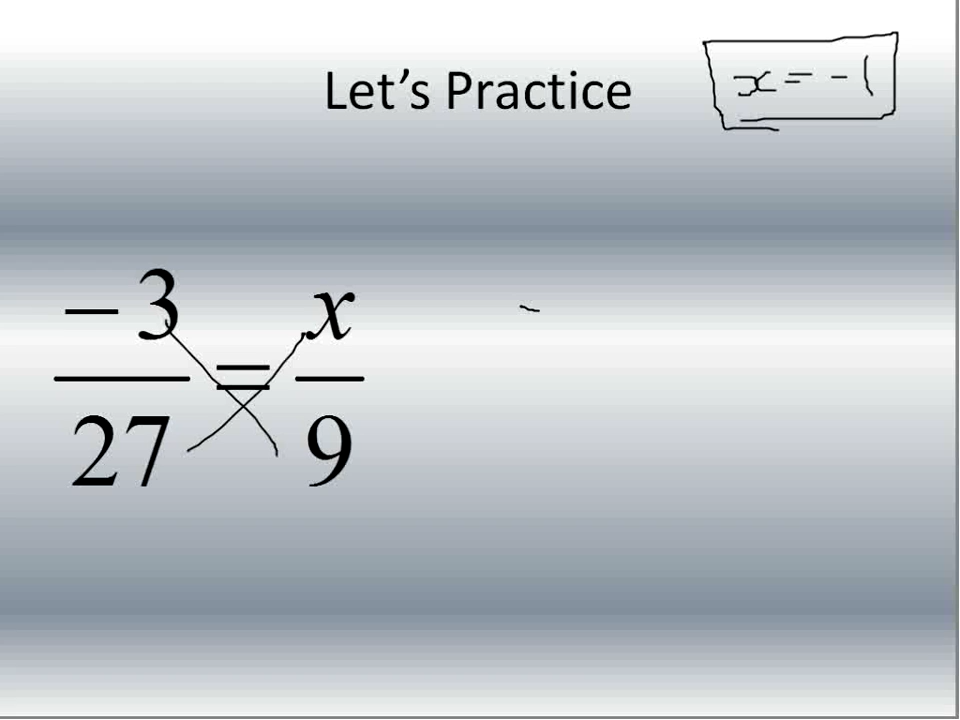 Let's Practice
x = - 1
- 3 / 27 = x / 9
-